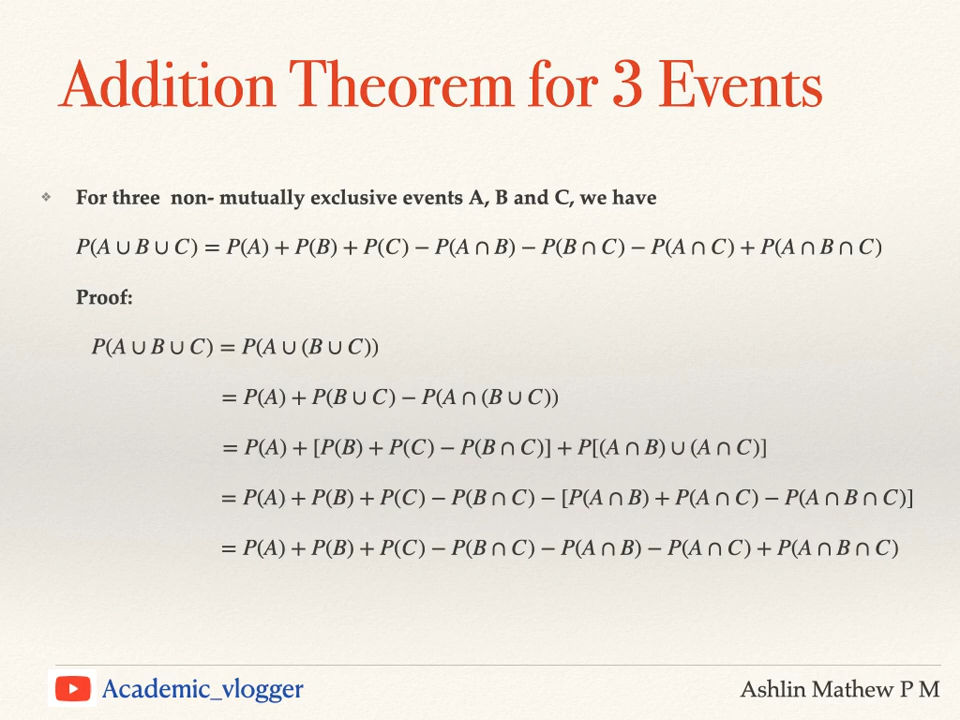 Addition Theorem for 3 Events
❖ For three non- mutually exclusive events A, B and C, we have
P(A ∪ B ∪ C) = P(A) + P(B) + P(C) − P(A ∩ B) − P(B ∩ C) − P(A ∩ C) + P(A ∩ B ∩ C)
Proof:
P(A ∪ B ∪ C) = P(A ∪ (B ∪ C))
= P(A) + P(B ∪ C) − P(A ∩ (B ∪ C))
= P(A) + [P(B) + P(C) − P(B ∩ C)] + P[(A ∩ B) ∪ (A ∩ C)]
= P(A) + P(B) + P(C) − P(B ∩ C) − [P(A ∩ B) + P(A ∩ C) − P(A ∩ B ∩ C)]
= P(A) + P(B) + P(C) − P(B ∩ C) − P(A ∩ B) − P(A ∩ C) + P(A ∩ B ∩ C)
Academic_vlogger
Ashlin Mathew P M